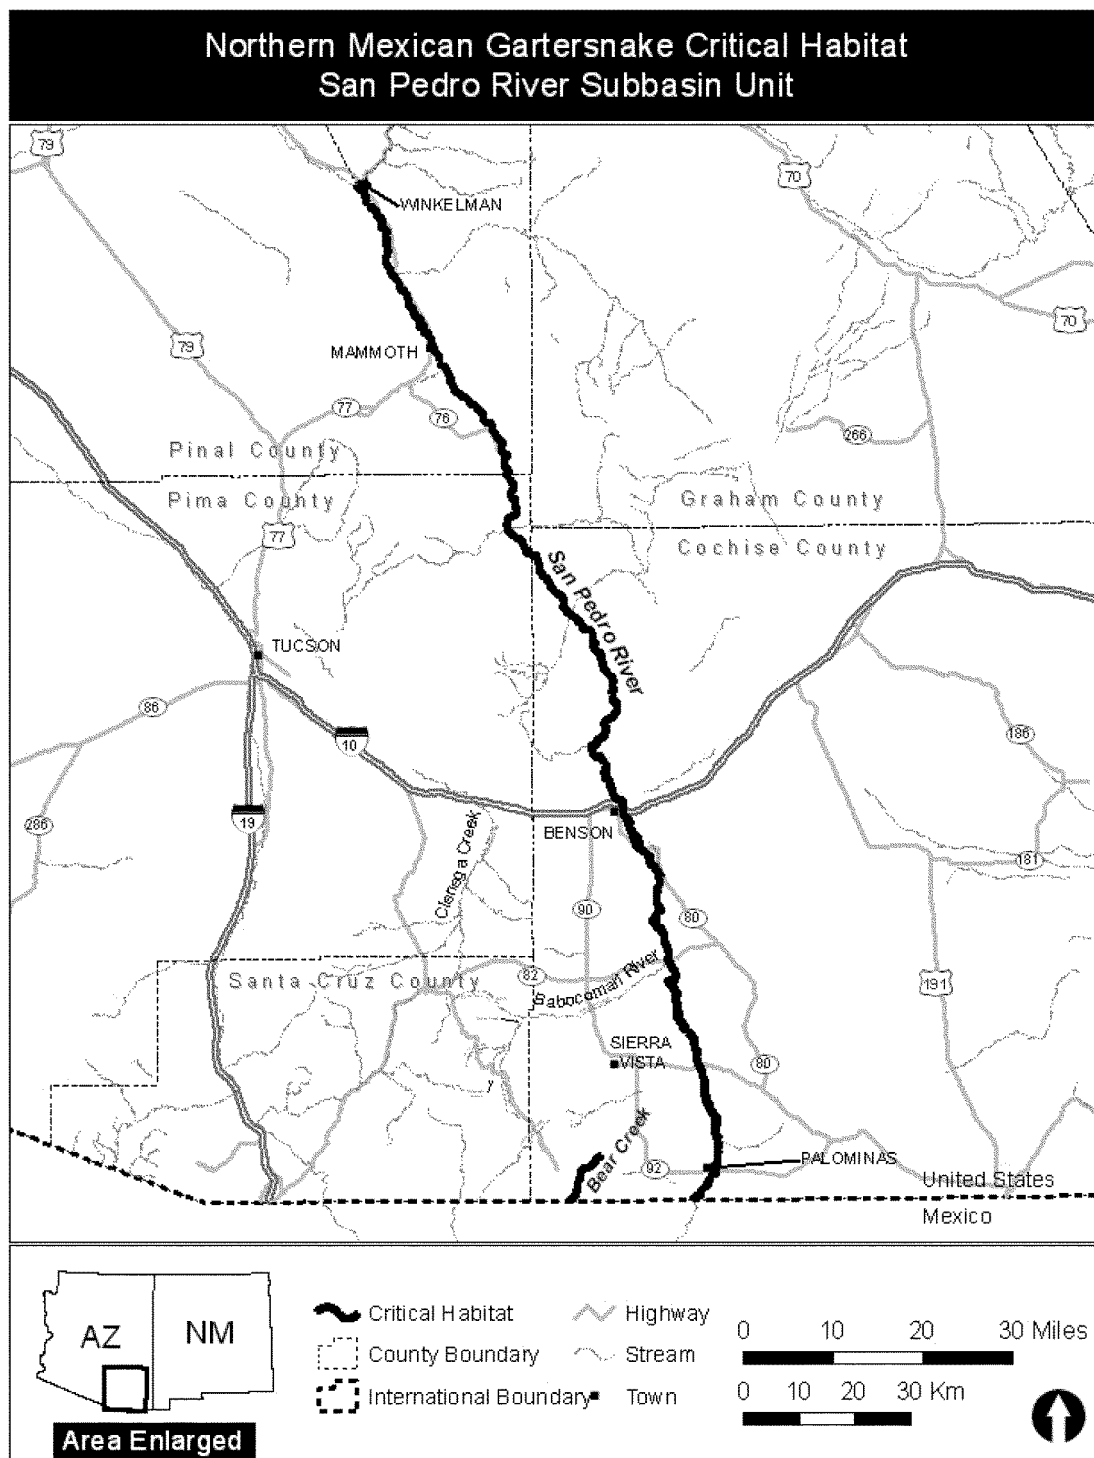 Northern Mexican Gartersnake Critical Habitat
San Pedro River Subbasin Unit
79
70
WINKELMAN
79
70
MAMMOTH
77
76
266
Pinal County
Pima County
Graham County
77
Cochise County
San Pedro River
TUCSON
86
10
186
19
286
BENSON
Cienega Creek
181
90
80
Santa Cruz County
82
Babocomari River
191
SIERRA
VISTA
80
Bear Creek
92
PALOMINAS
United States
Mexico
AZ
NM
Area Enlarged
Critical Habitat
County Boundary
International Boundary
Highway
Stream
Town
0 10 20 30 Miles
0 10 20 30 Km